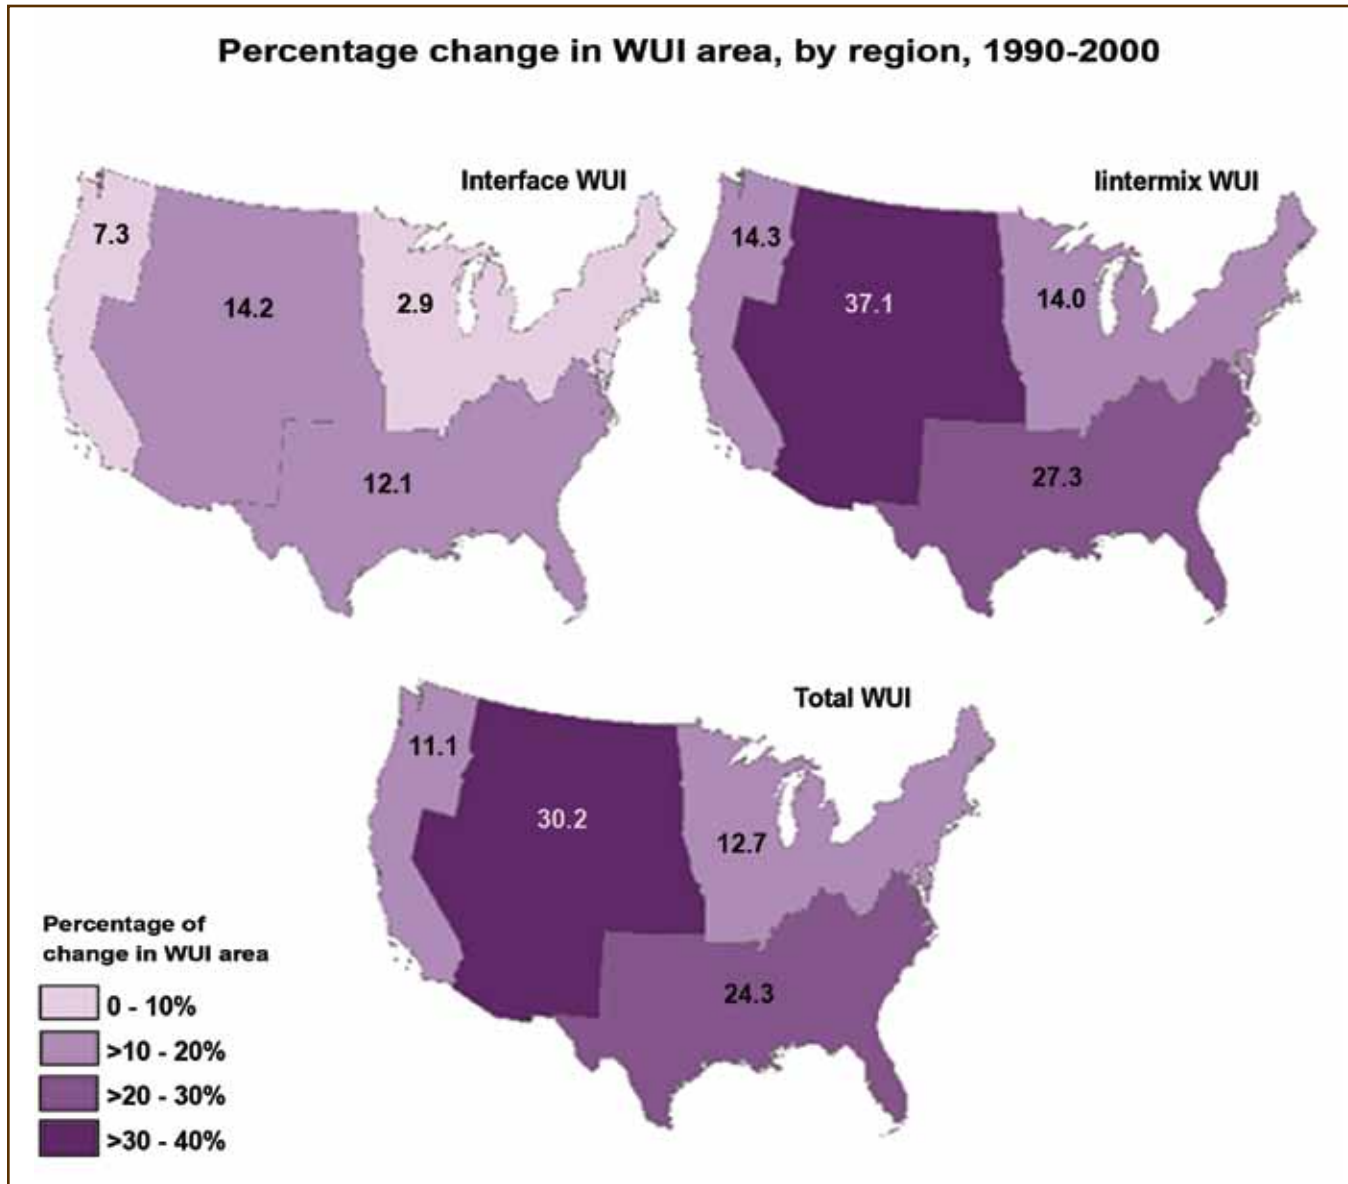 Percentage change in WUI area, by region, 1990-2000
Interface WUI
7.3
14.2
2.9
12.1
Iintermix WUI
14.3
37.1
14.0
27.3
Total WUI
11.1
30.2
12.7
24.3
Percentage of
change in WUI area
0 - 10%
>10 - 20%
>20 - 30%
>30 - 40%